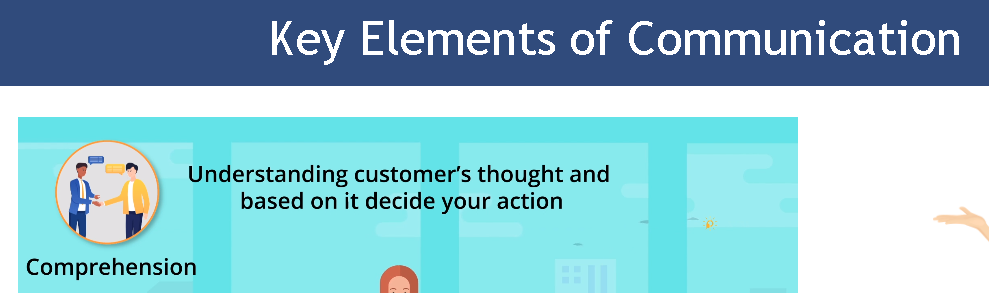 Key Elements of Communication
Understanding customer's thought and
based on it decide your action
Comprehension